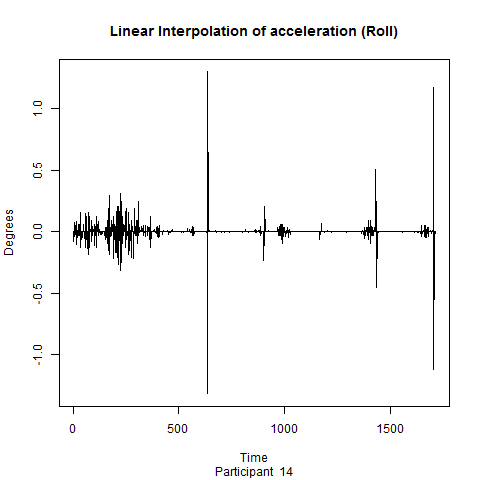 Linear Interpolation of acceleration (Roll)
Degrees
1.0
0.5
0.0
-0.5
-1.0
0 500 1000 1500
Time
Participant 14